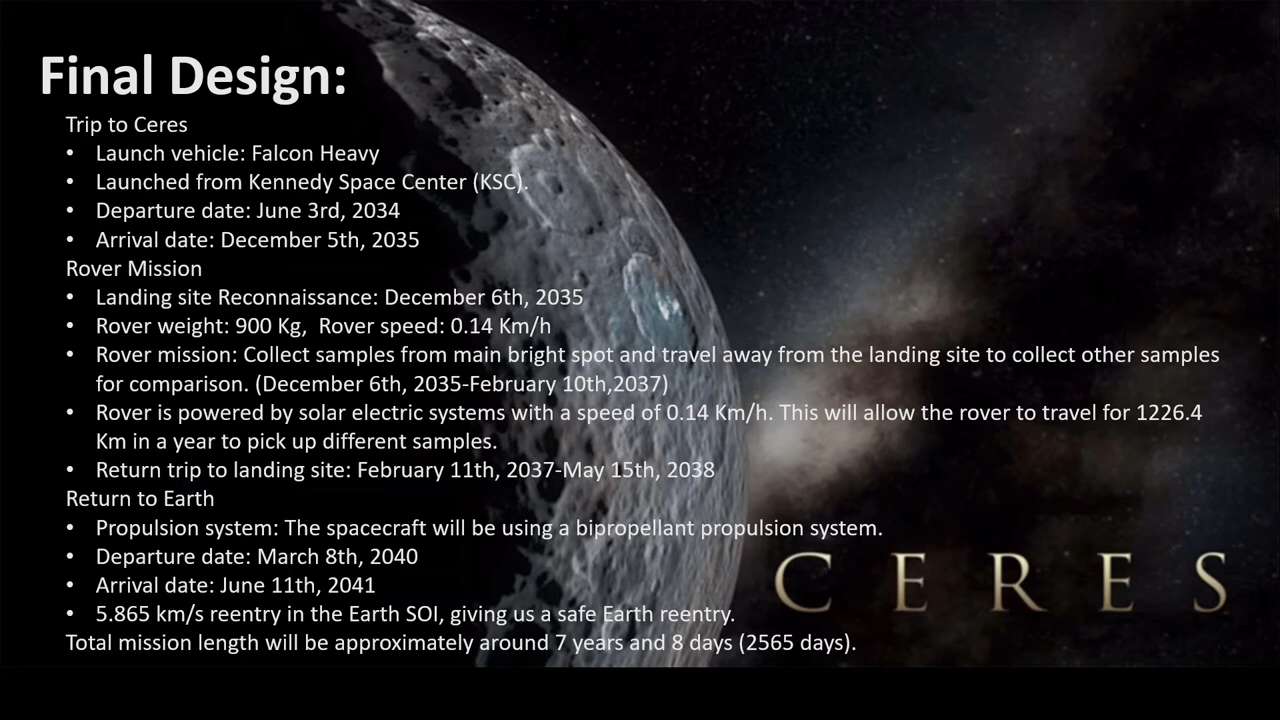 Final Design:
Trip to Ceres
• Launch vehicle: Falcon Heavy
• Launched from Kennedy Space Center (KSC).
• Departure date: June 3rd, 2034
• Arrival date: December 5th, 2035
Rover Mission
• Landing site Reconnaissance: December 6th, 2035
• Rover weight: 900 Kg,  Rover speed: 0.14 Km/h
• Rover mission: Collect samples from main bright spot and travel away from the landing site to collect other samples
for comparison. (December 6th, 2035-February 10th,2037)
• Rover is powered by solar electric systems with a speed of 0.14 Km/h. This will allow the rover to travel for 1226.4
Km in a year to pick up different samples.
• Return trip to landing site: February 11th, 2037-May 15th, 2038
Return to Earth
• Propulsion system: The spacecraft will be using a bipropellant propulsion system.
• Departure date: March 8th, 2040
• Arrival date: June 11th, 2041
• 5.865 km/s reentry in the Earth SOI, giving us a safe Earth reentry.
Total mission length will be approximately around 7 years and 8 days (2565 days).
CERES